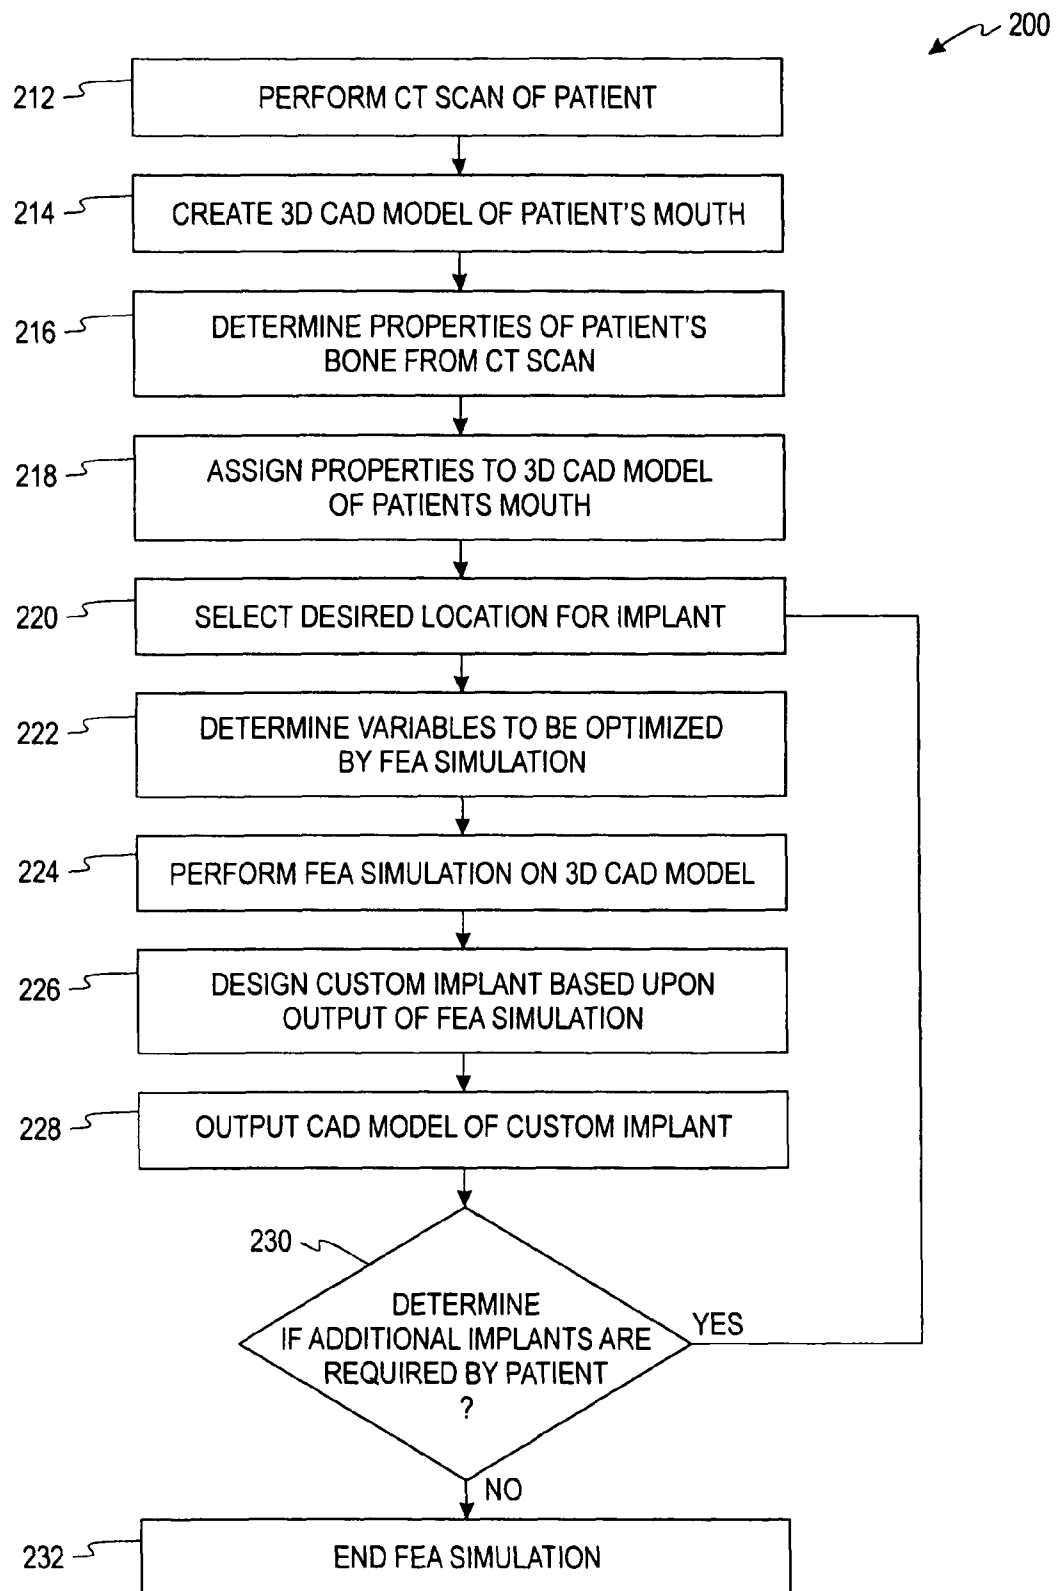 200
212
PERFORM CT SCAN OF PATIENT
214
CREATE 3D CAD MODEL OF PATIENT'S MOUTH
216
DETERMINE PROPERTIES OF PATIENT'S
BONE FROM CT SCAN
218
ASSIGN PROPERTIES TO 3D CAD MODEL
OF PATIENTS MOUTH
220
SELECT DESIRED LOCATION FOR IMPLANT
222
DETERMINE VARIABLES TO BE OPTIMIZED
BY FEA SIMULATION
224
PERFORM FEA SIMULATION ON 3D CAD MODEL
226
DESIGN CUSTOM IMPLANT BASED UPON
OUTPUT OF FEA SIMULATION
228
OUTPUT CAD MODEL OF CUSTOM IMPLANT
230
DETERMINE
IF ADDITIONAL IMPLANTS ARE
REQUIRED BY PATIENT
?
YES
NO
232
END FEA SIMULATION